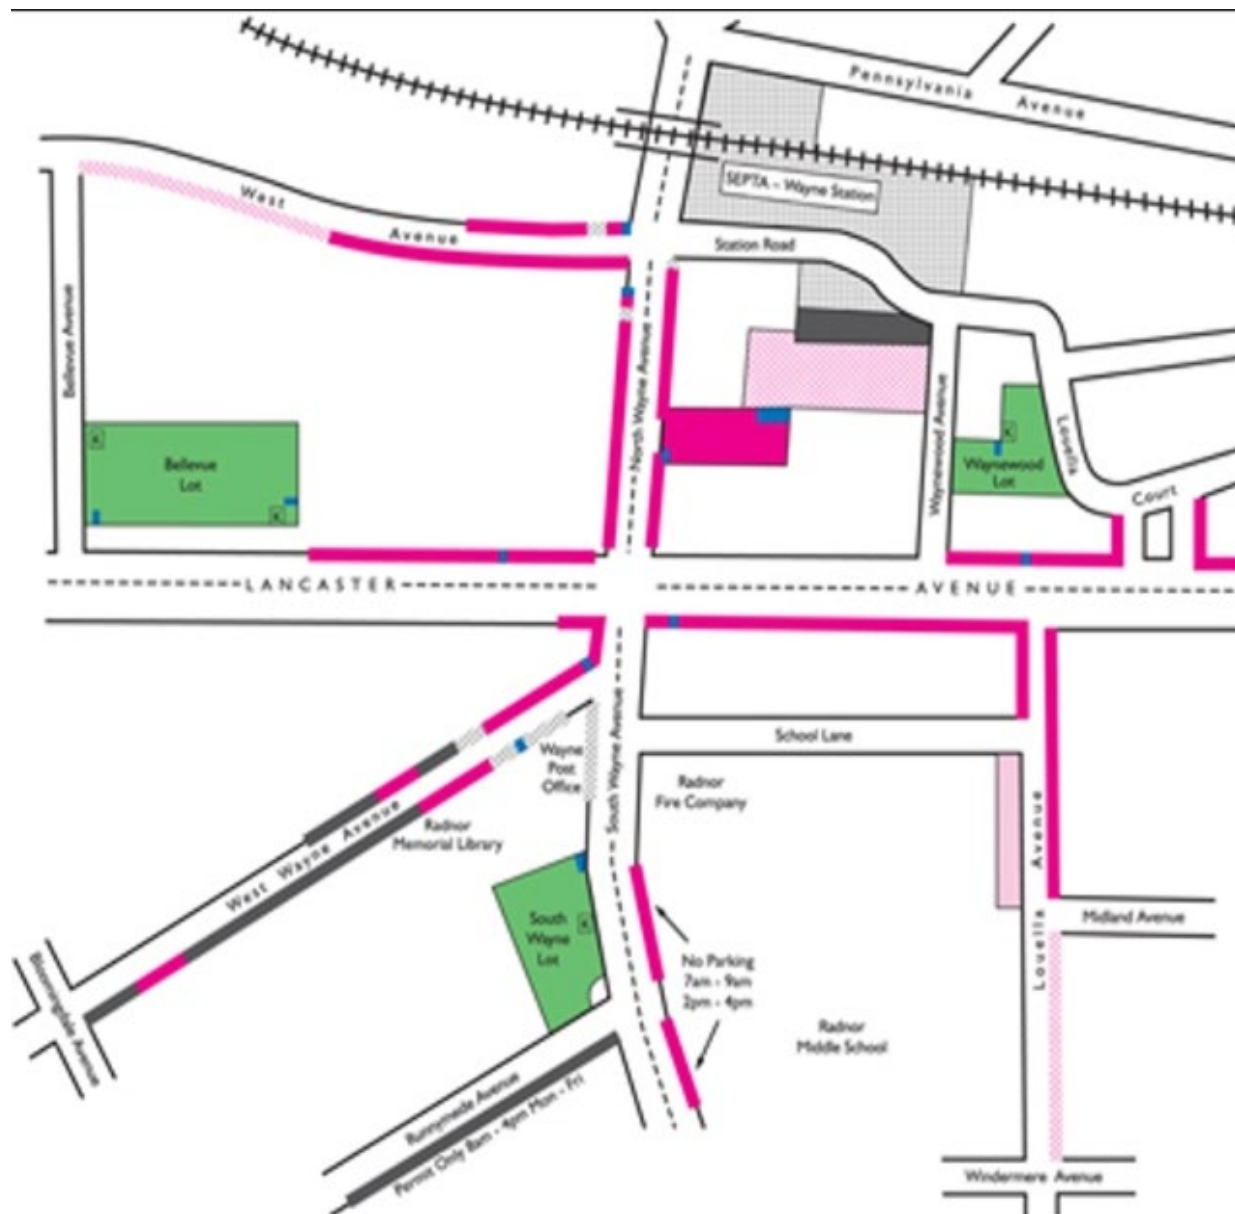 Pennsylvania Avenue
SEPTA - Wayne Station
West Avenue
Station Road
Bellevue Avenue
North Wayne Avenue
Waynewood Avenue
Louella Court
K
Bellevue
Lot
K
K
Waynewood
Lot
LANCASTER AVENUE
South Wayne Avenue
School Lane
Wayne
Post
Office
Radnor
Fire Company
Louella Avenue
West Wayne Avenue
Radnor
Memorial Library
South
Wayne
Lot
K
Midland Avenue
No Parking
7am - 9am
2pm - 4pm
Bloomingdale Avenue
Radnor
Middle School
Runnymede Avenue
Permit Only 8am - 4pm Mon - Fri
Windermere Avenue